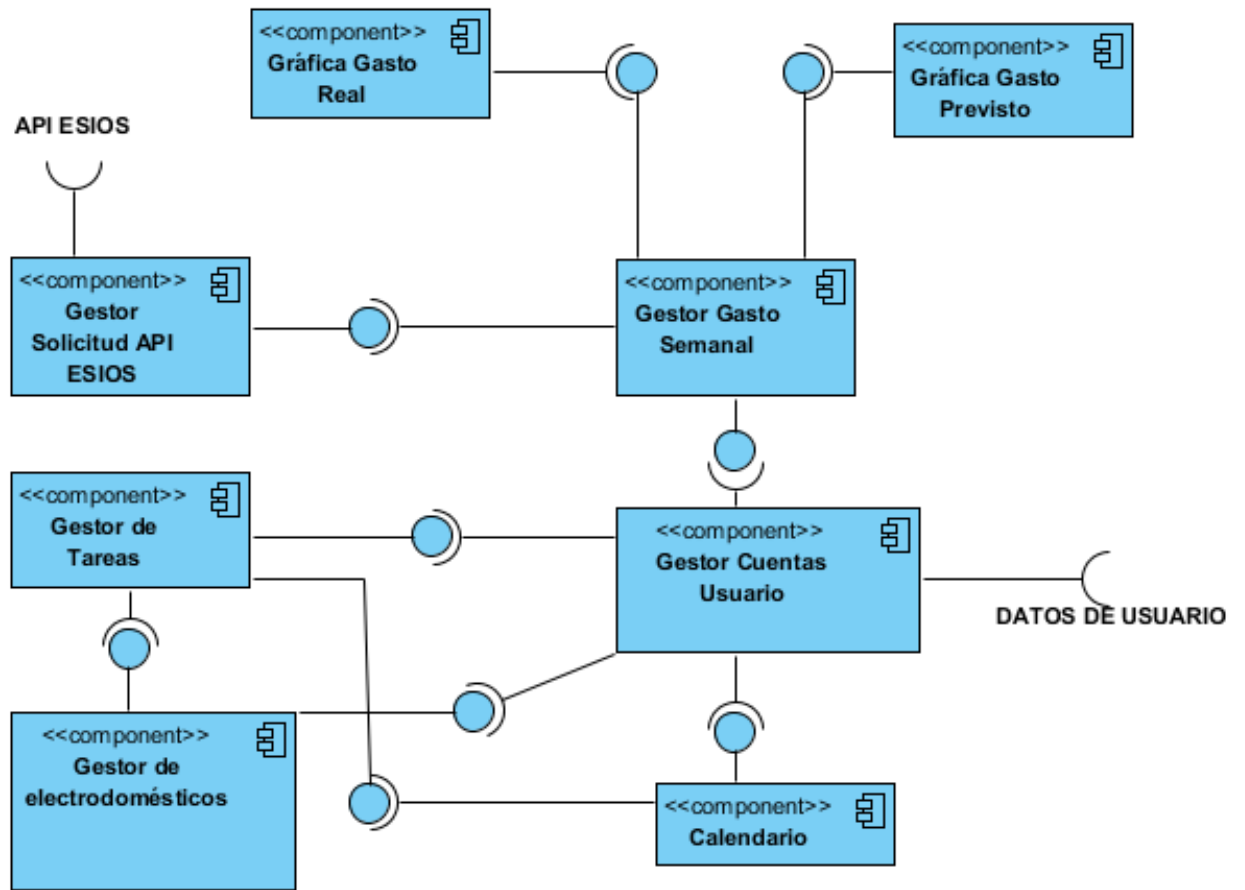 <<component>>
Gráfica Gasto
Real
<<component>>
Gráfica Gasto
Previsto
API ESIOS
<<component>>
Gestor
Solicitud API
ESIOS
<<component>>
Gestor Gasto
Semanal
<<component>>
Gestor de
Tareas
<<component>>
Gestor Cuentas
Usuario
DATOS DE USUARIO
<<component>>
Gestor de
electrodomésticos
<<component>>
Calendario